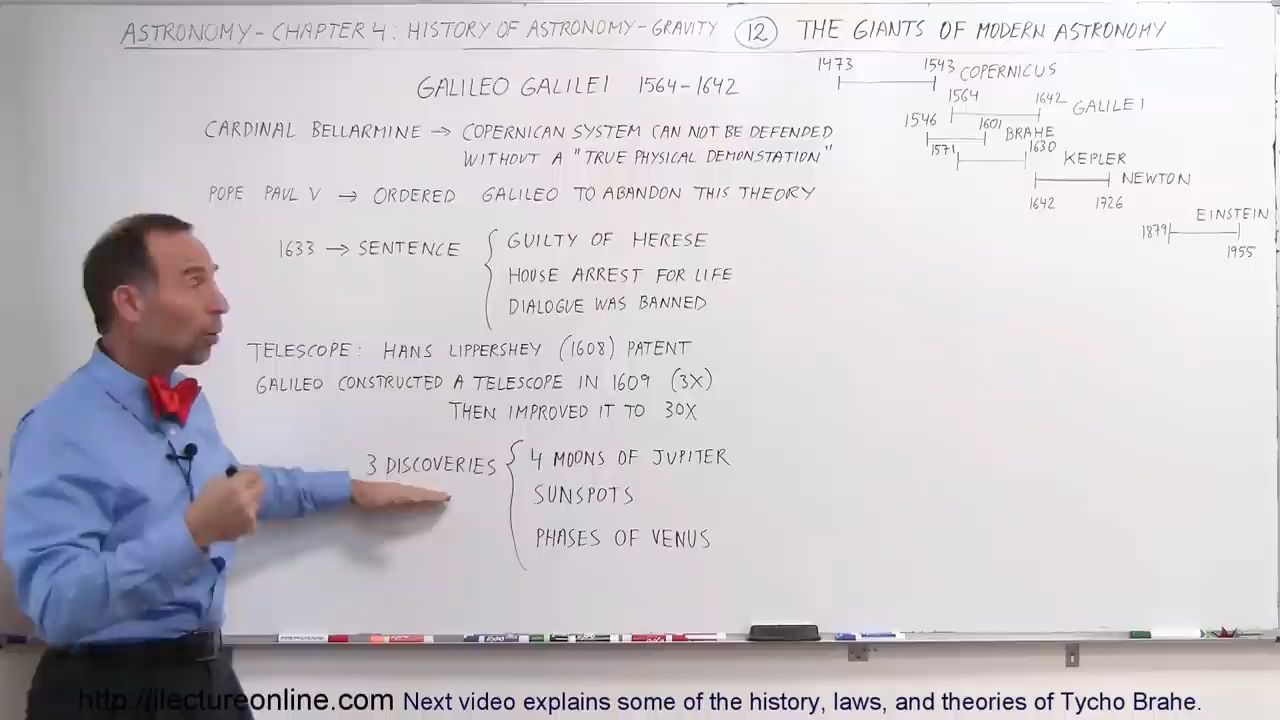 ASTRONOMY - CHAPTER 4: HISTORY OF ASTRONOMY - GRAVITY 12 THE GIANTS OF MODERN ASTRONOMY
GALILEO GALILEI 1564-1642
CARDINAL BELLARMINE → COPERNICAN SYSTEM CAN NOT BE DEFENDED
WITHOUT A "TRUE PHYSICAL DEMONSTATION"
POPE PAUL V → ORDERED GALILEO TO ABANDON THIS THEORY
1633 → SENTENCE
GUILTY OF HERESE
HOUSE ARREST FOR LIFE
DIALOGUE WAS BANNED
TELESCOPE: HANS LIPPERSHEY (1608) PATENT
GALILEO CONSTRUCTED A TELESCOPE IN 1609 (3X)
THEN IMPROVED IT TO 30X
3 DISCOVERIES
4 MOONS OF JUPITER
SUNSPOTS
PHASES OF VENUS
1473 1543 COPERNICUS
1564 1642 GALILEI
1546 1601 BRAHE
1571 1630 KEPLER
NEWTON
1642 1726
EINSTEIN
1879
1955
http://ilectureonline.com Next video explains some of the history, laws, and theories of Tycho Brahe.